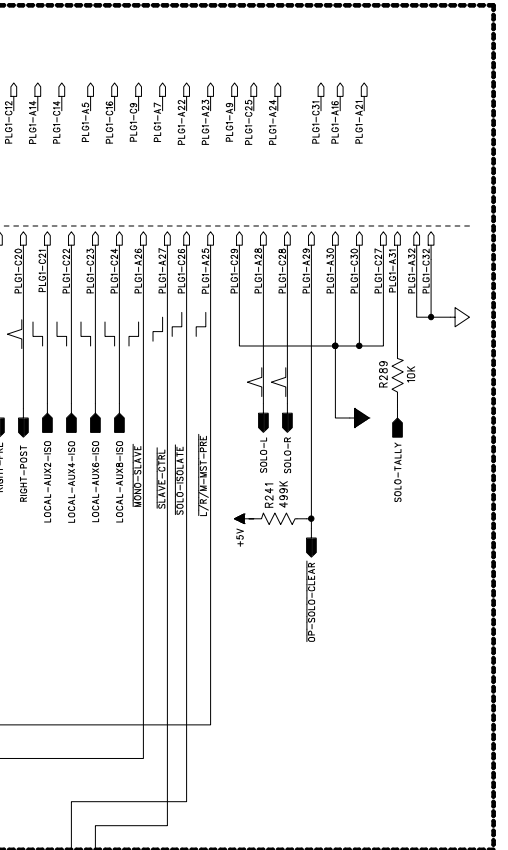 PLG1-C12
PLG1-A14
PLG1-C14
PLG1-A5
PLG1-C16
PLG1-C9
PLG1-A7
PLG1-A22
PLG1-A23
PLG1-A9
PLG1-C25
PLG1-A24
PLG1-C31
PLG1-A16
PLG1-A21
PLG1-C20
PLG1-C21
PLG1-C22
PLG1-C23
PLG1-C24
PLG1-A26
PLG1-A27
PLG1-C26
PLG1-A25
PLG1-C29
PLG1-A28
PLG1-C28
PLG1-A29
PLG1-A30
PLG1-C30
PLG1-C27
PLG1-A31
PLG1-A32
PLG1-C32
R289
10K
RIGHT-PRE
RIGHT-POST
LOCAL-AUX2-ISO
LOCAL-AUX4-ISO
LOCAL-AUX6-ISO
LOCAL-AUX8-ISO
MONO-SLAVE
SLAVE-CTRL
SOLO-ISOLATE
L/R/M-MST-PRE
SOLO-L
SOLO-R
SOLO-TALLY
R241
499K
+5V
OP-SOLO-CLEAR